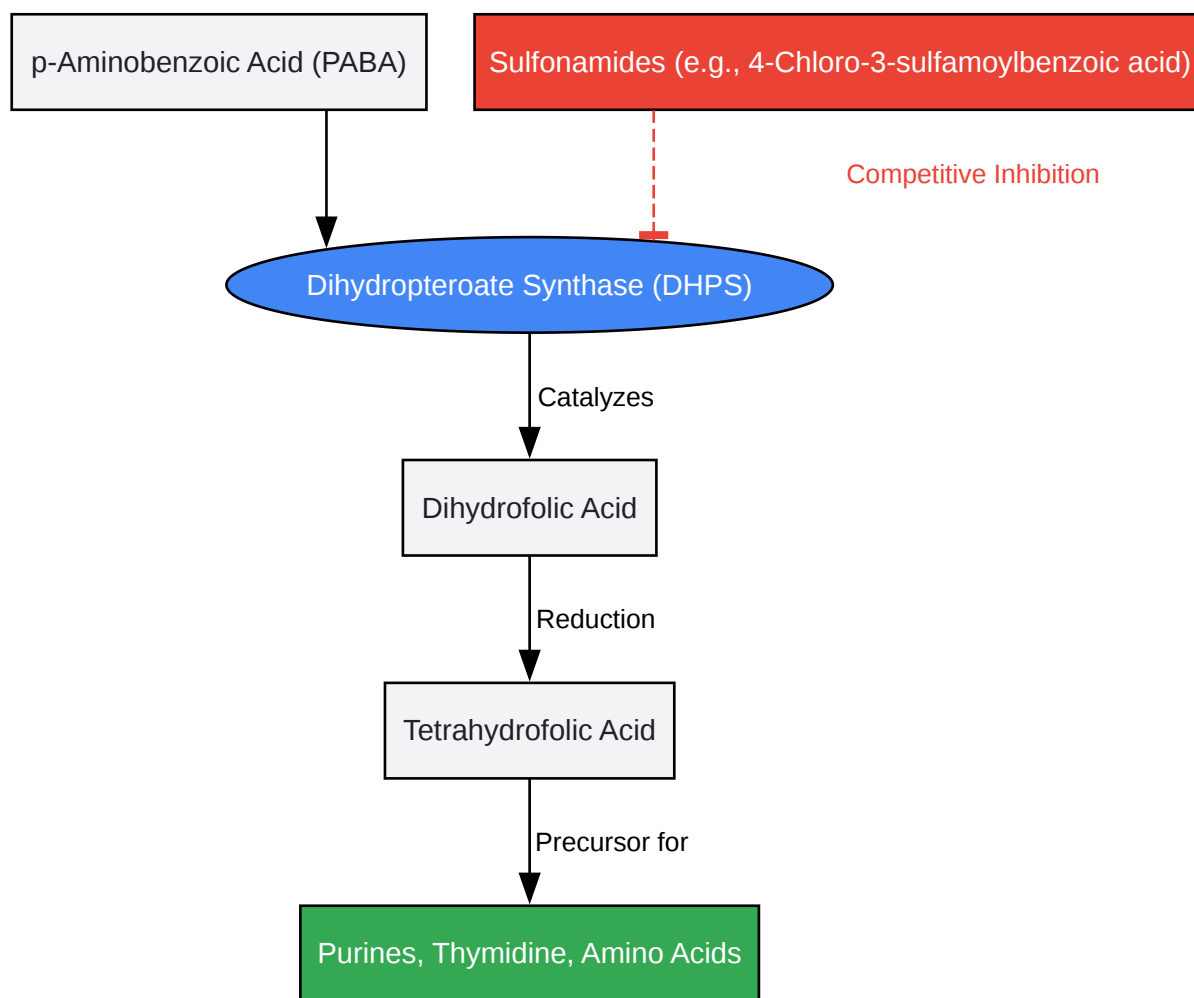 p-Aminobenzoic Acid (PABA)
Sulfonamides (e.g., 4-Chloro-3-sulfamoylbenzoic acid)
Competitive Inhibition
Dihydropteroate Synthase (DHPS)
Catalyzes
Dihydrofolic Acid
Reduction
Tetrahydrofolic Acid
Precursor for
Purines, Thymidine, Amino Acids